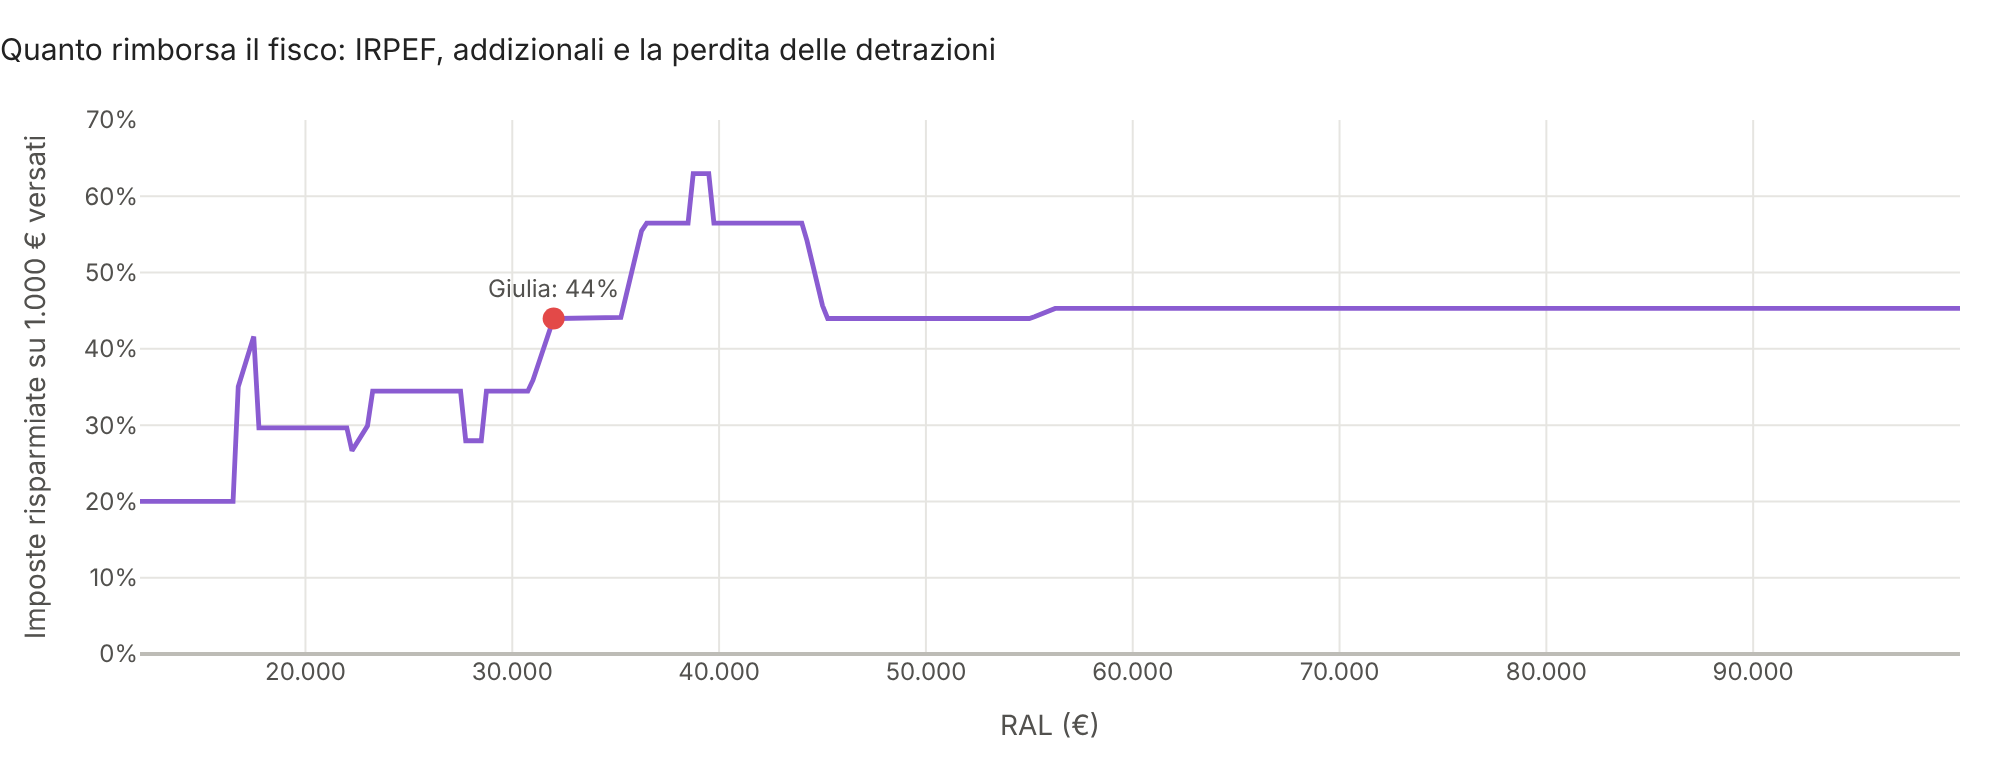 Quanto rimborsa il fisco: IRPEF, addizionali e la perdita delle detrazioni
Imposte risparmiate su 1.000 € versati
70%
60%
50%
40%
30%
20%
10%
0%
Giulia: 44%
20.000 30.000 40.000 50.000 60.000 70.000 80.000 90.000
RAL (€)